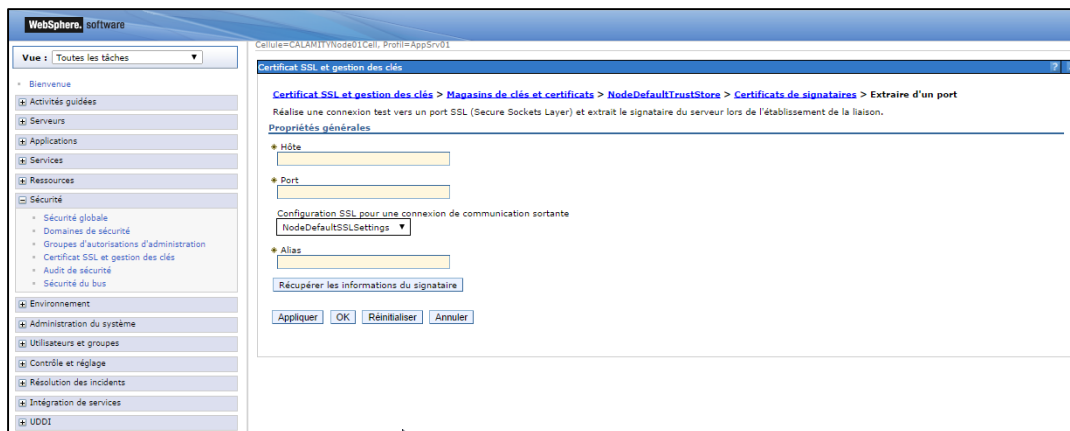 WebSphere. software
Cellule=CALAMITYNode01Cell, Profil=AppSrv01
Vue : Toutes les tâches
Bienvenue
Activités guidées
Serveurs
Applications
Services
Ressources
Sécurité
Sécurité globale
Domaines de sécurité
Groupes d'autorisations d'administration
Certificat SSL et gestion des clés
Audit de sécurité
Sécurité du bus
Environnement
Administration du système
Utilisateurs et groupes
Contrôle et réglage
Résolution des incidents
Intégration de services
UDDI
Certificat SSL et gestion des clés ?
Certificat SSL et gestion des clés > Magasins de clés et certificats > NodeDefaultTrustStore > Certificats de signataires > Extraire d'un port
Réalise une connexion test vers un port SSL (Secure Sockets Layer) et extrait le signataire du serveur lors de l'établissement de la liaison.
Propriétés générales
Hôte
Port
Configuration SSL pour une connexion de communication sortante
NodeDefaultSSLSettings
Alias
Récupérer les informations du signataire
Appliquer OK Réinitialiser Annuler